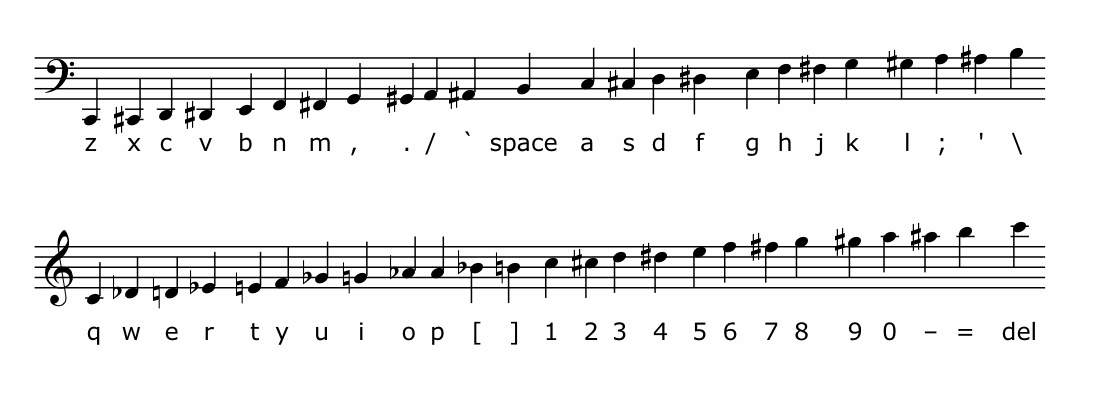 z x c v b n m , . / ` space a s d f g h j k l ; ' \
q w e r t y u i o p [ ] 1 2 3 4 5 6 7 8 9 0 – = del